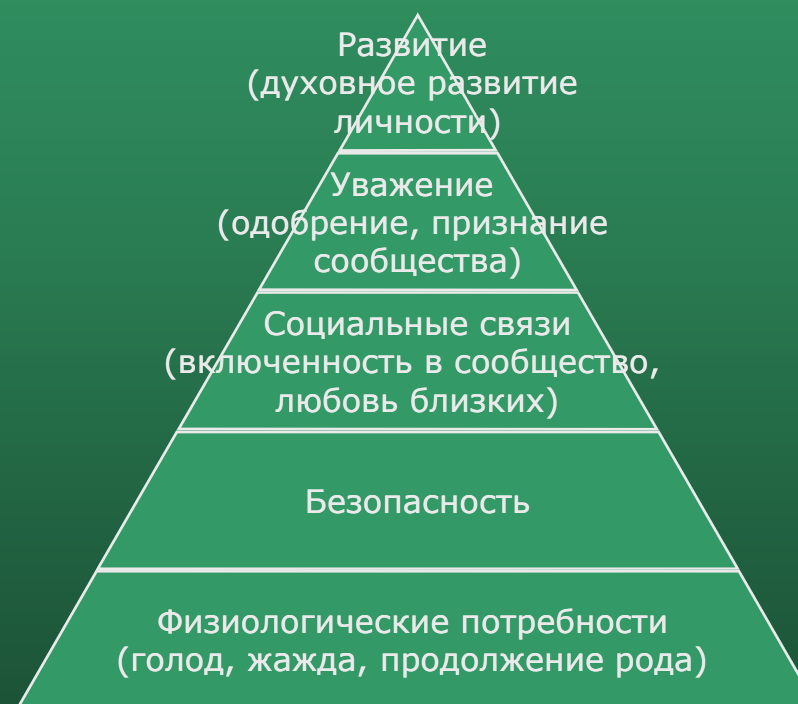 Развитие
(духовное развитие
личности)
Уважение
(одобрение, признание
сообщества)
Социальные связи
(включенность в сообщество,
любовь близких)
Безопасность
Физиологические потребности
(голод, жажда, продолжение рода)